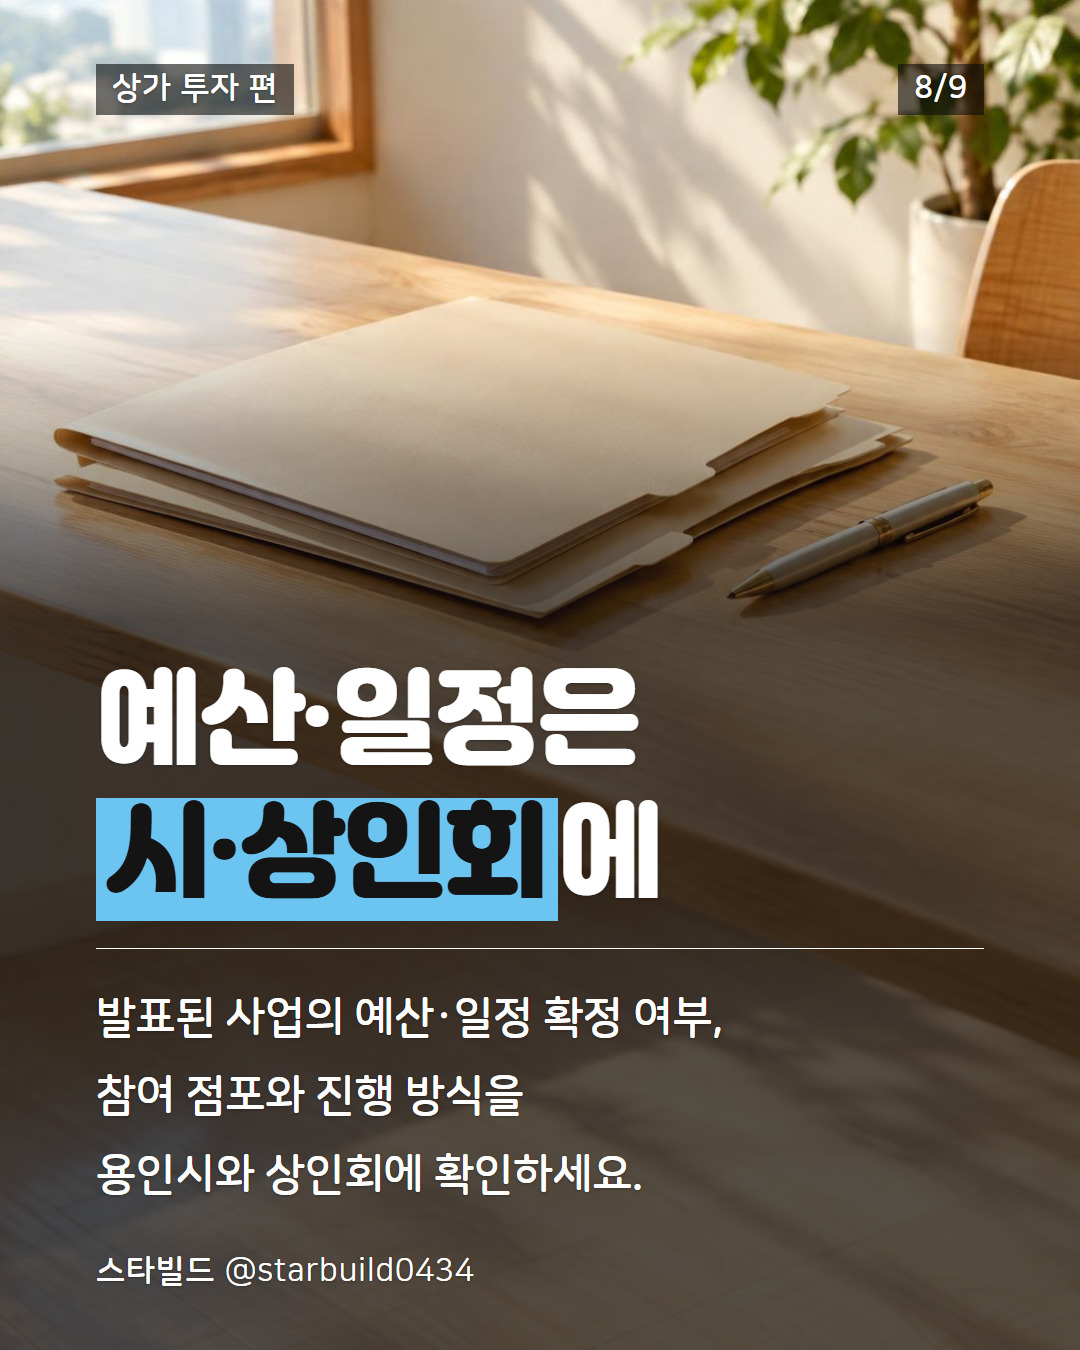 상가 투자 편
8/9
예산·일정은
시·상인회에
발표된 사업의 예산·일정 확정 여부,
참여 점포와 진행 방식을
용인시와 상인회에 확인하세요.
스타빌드 @starbuild0434